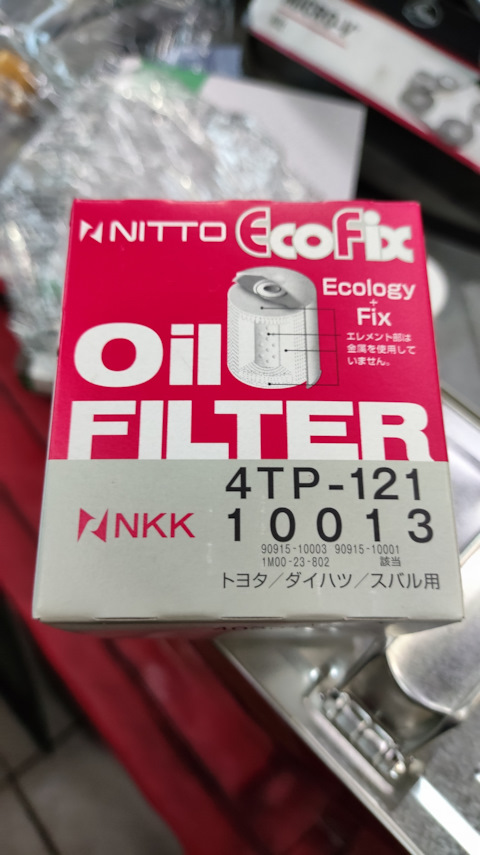 NITTO EcoFix
Ecology
+
Fix
エレメント部は
金属を使用して
いません。
Oil
FILTER
4TP-121
NKK
10013
90915-10003 90915-10001
1M00-23-802 該当
トヨタ/ダイハツ/スバル用